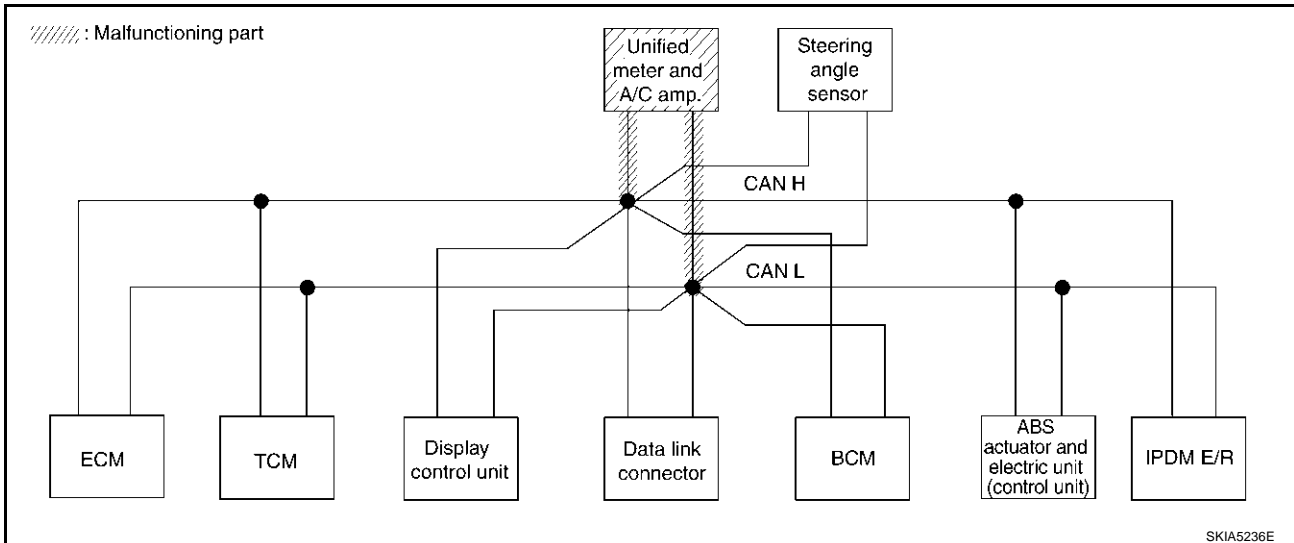 : Malfunctioning part
Unified
meter and
A/C amp.
Steering
angle
sensor
CAN H
CAN L
ECM
TCM
Display
control unit
Data link
connector
BCM
ABS
actuator and
electric unit
(control unit)
IPDM E/R
SKIA5236E